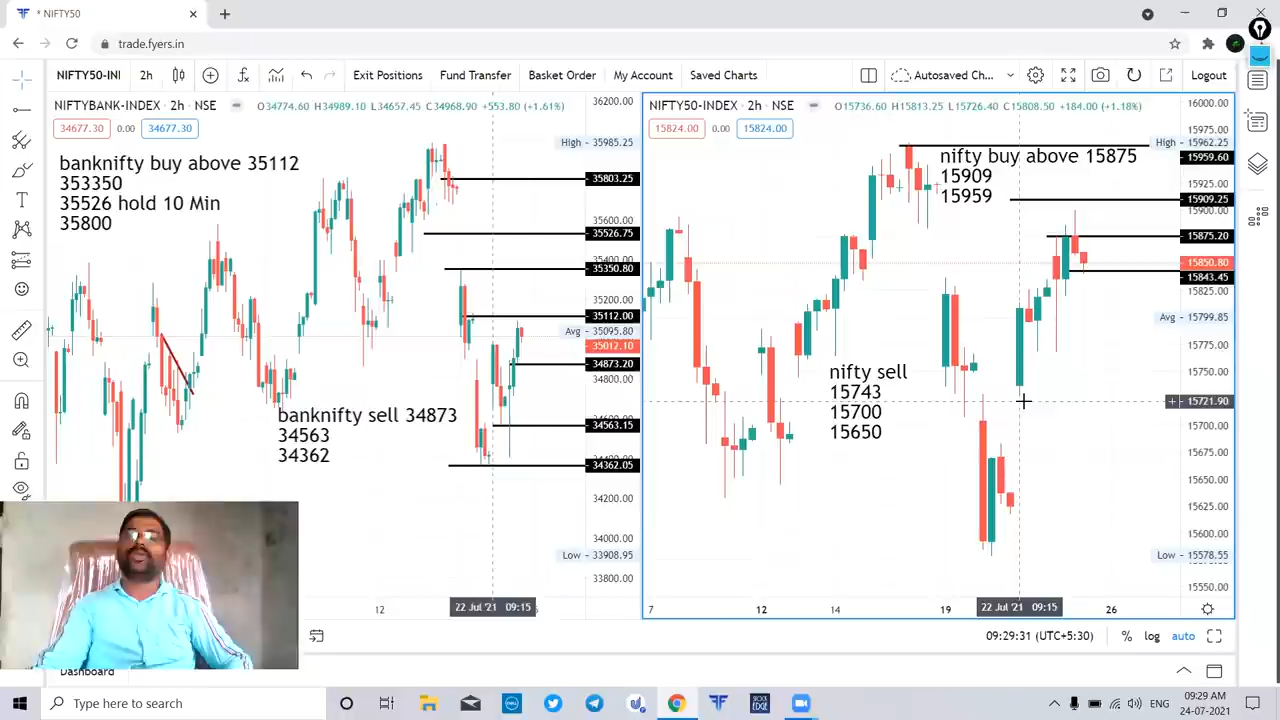 * NIFTY50
trade.fyers.in
NIFTY50-INI 2h Exit Positions Fund Transfer Basket Order My Account Saved Charts Autosaved Ch... Logout
NIFTYBANK-INDEX • 2h • NSE O34774.60 H34989.10 L34657.45 C34968.90 +553.80 (+1.61%)
34677.30 0.00 34677.30
banknifty buy above 35112
353350
35526 hold 10 Min
35800
banknifty sell 34873
34563
34362
36200.00
High 35985.25
35803.25
35600.00
35526.75
35400.00
35350.80
35200.00
35112.00
Avg 35095.80
35012.10
34873.20
34800.00
34563.15
34362.05
34200.00
34000.00
Low 33908.95
33800.00
12 22 Jul '21 09:15
NIFTY50-INDEX • 2h • NSE O15736.60 H15813.25 L15726.40 C15808.50 +184.00 (+1.18%)
15824.00 0.00 15824.00
nifty buy above 15875
15909
15959
nifty sell
15743
15700
15650
16000.00
15975.00
High 15962.25
15959.60
15925.00
15909.25
15900.00
15875.20
15850.80
15843.45
15825.00
Avg 15799.85
15775.00
15750.00
15721.90
15700.00
15675.00
15650.00
15625.00
15600.00
Low 15578.55
15550.00
7 12 14 19 22 Jul '21 09:15 26
09:29:31 (UTC+5:30) % log auto
Dashboard
Type here to search
DELL
STOCK EDGE
ENG
09:29 AM
24-07-2021